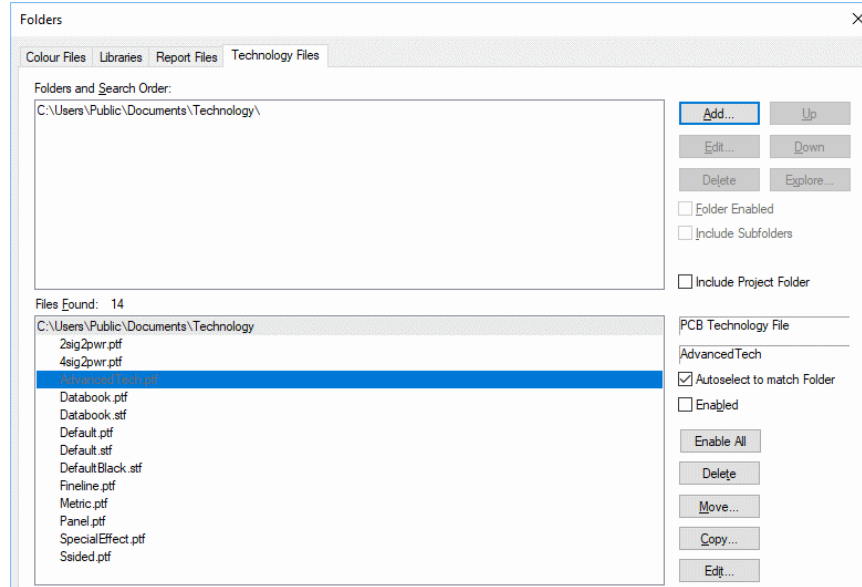 Folders
Colour Files Libraries Report Files Technology Files
Folders and Search Order:
C:\Users\Public\Documents\Technology\
Add... Up
Edit... Down
Delete Explore...
Folder Enabled
Include Subfolders
Include Project Folder
Files Found: 14
C:\Users\Public\Documents\Technology
2sig2pwr.ptf
4sig2pwr.ptf
AdvancedTech.ptf
Databook.ptf
Databook.stf
Default.ptf
Default.stf
DefaultBlack.stf
Fineline.ptf
Metric.ptf
Panel.ptf
SpecialEffect.ptf
Ssided.ptf
PCB Technology File
AdvancedTech
Autoselect to match Folder
Enabled
Enable All
Delete
Move...
Copy...
Edit...